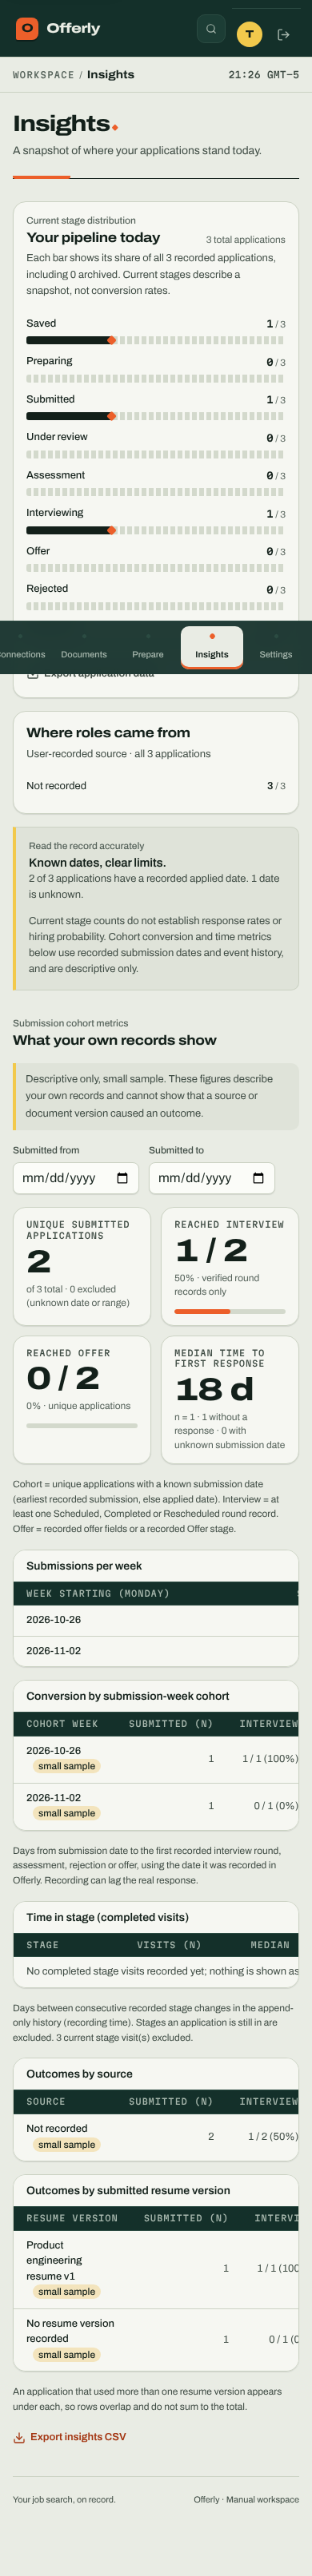 Offerly
T
WORKSPACE / Insights
21:26 GMT-5
Insights.
A snapshot of where your applications stand today.
Current stage distribution
Your pipeline today
3 total applications
Each bar shows its share of all 3 recorded applications,
including 0 archived. Current stages describe a
snapshot, not conversion rates.
Saved
1 / 3
Preparing
0 / 3
Submitted
1 / 3
Under review
0 / 3
Assessment
0 / 3
Interviewing
1 / 3
Offer
0 / 3
Rejected
0 / 3
onnections
Documents
Prepare
Insights
Settings
Export application data
Where roles came from
User-recorded source · all 3 applications
Not recorded
3 / 3
Read the record accurately
Known dates, clear limits.
2 of 3 applications have a recorded applied date. 1 date
is unknown.
Current stage counts do not establish response rates or
hiring probability. Cohort conversion and time metrics
below use recorded submission dates and event history,
and are descriptive only.
Submission cohort metrics
What your own records show
Descriptive only, small sample. These figures describe
your own records and cannot show that a source or
document version caused an outcome.
Submitted from
Submitted to
mm/dd/yyyy
mm/dd/yyyy
UNIQUE SUBMITTED
APPLICATIONS
2
of 3 total · 0 excluded
(unknown date or range)
REACHED INTERVIEW
1 / 2
50% · verified round
records only
REACHED OFFER
0 / 2
0% · unique applications
MEDIAN TIME TO
FIRST RESPONSE
18 d
n = 1 · 1 without a
response · 0 with
unknown submission date
Cohort = unique applications with a known submission date
(earliest recorded submission, else applied date). Interview = at
least one Scheduled, Completed or Rescheduled round record.
Offer = recorded offer fields or a recorded Offer stage.
Submissions per week
WEEK STARTING (MONDAY)
2026-10-26
2026-11-02
Conversion by submission-week cohort
COHORT WEEK
SUBMITTED (N)
INTERVIEW
2026-10-26
small sample
1
1 / 1 (100%)
2026-11-02
small sample
1
0 / 1 (0%)
Days from submission date to the first recorded interview round,
assessment, rejection or offer, using the date it was recorded in
Offerly. Recording can lag the real response.
Time in stage (completed visits)
STAGE
VISITS (N)
MEDIAN
No completed stage visits recorded yet; nothing is shown as
Days between consecutive recorded stage changes in the append-
only history (recording time). Stages an application is still in are
excluded. 3 current stage visit(s) excluded.
Outcomes by source
SOURCE
SUBMITTED (N)
INTERVIEW
Not recorded
small sample
2
1 / 2 (50%)
Outcomes by submitted resume version
RESUME VERSION
SUBMITTED (N)
INTERVI
Product
engineering
resume v1
small sample
1
1 / 1 (100
No resume version
recorded
small sample
1
0 / 1 (0
An application that used more than one resume version appears
under each, so rows overlap and do not sum to the total.
Export insights CSV
Your job search, on record.
Offerly · Manual workspace